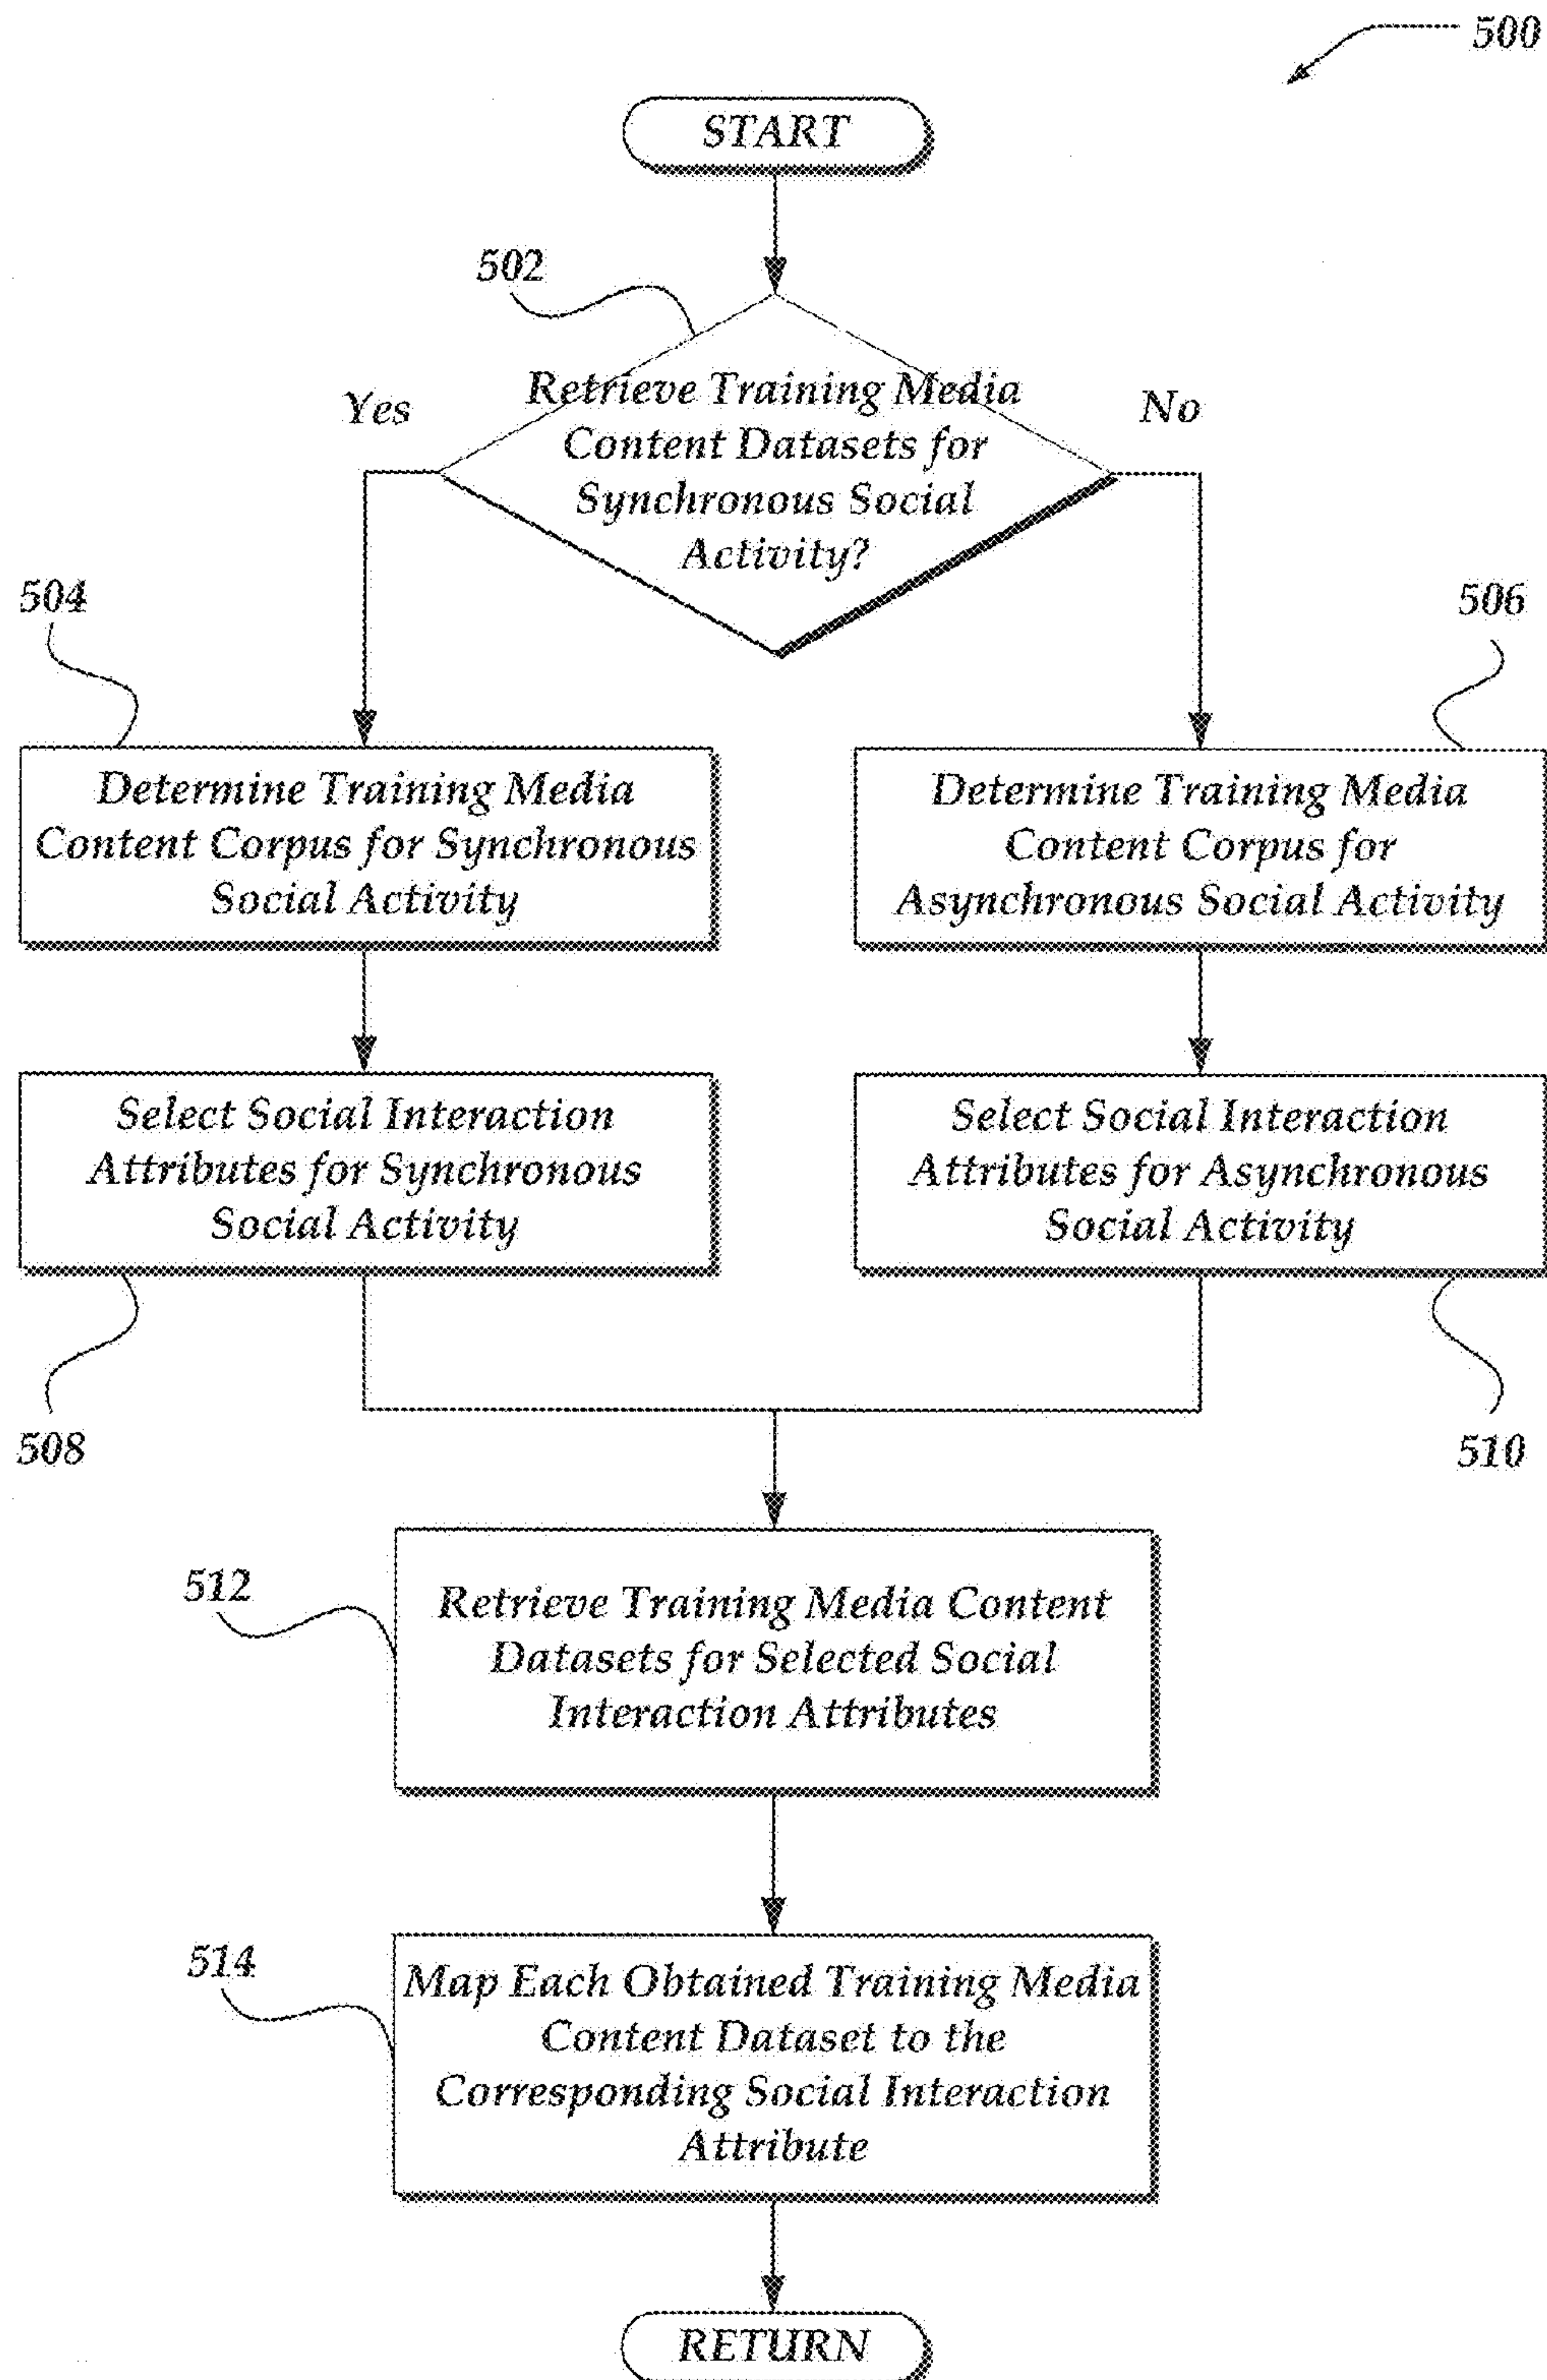 500
START
502
Yes
No
Retrieve Training Media
Content Datasets for
Synchronous Social
Activity?
504
506
Determine Training Media
Content Corpus for Synchronous
Social Activity
Determine Training Media
Content Corpus for
Asynchronous Social Activity
Select Social Interaction
Attributes for Synchronous
Social Activity
Select Social Interaction
Attributes for Asynchronous
Social Activity
508
510
512
Retrieve Training Media Content
Datasets for Selected Social
Interaction Attributes
514
Map Each Obtained Training Media
Content Dataset to the
Corresponding Social Interaction
Attribute
RETURN